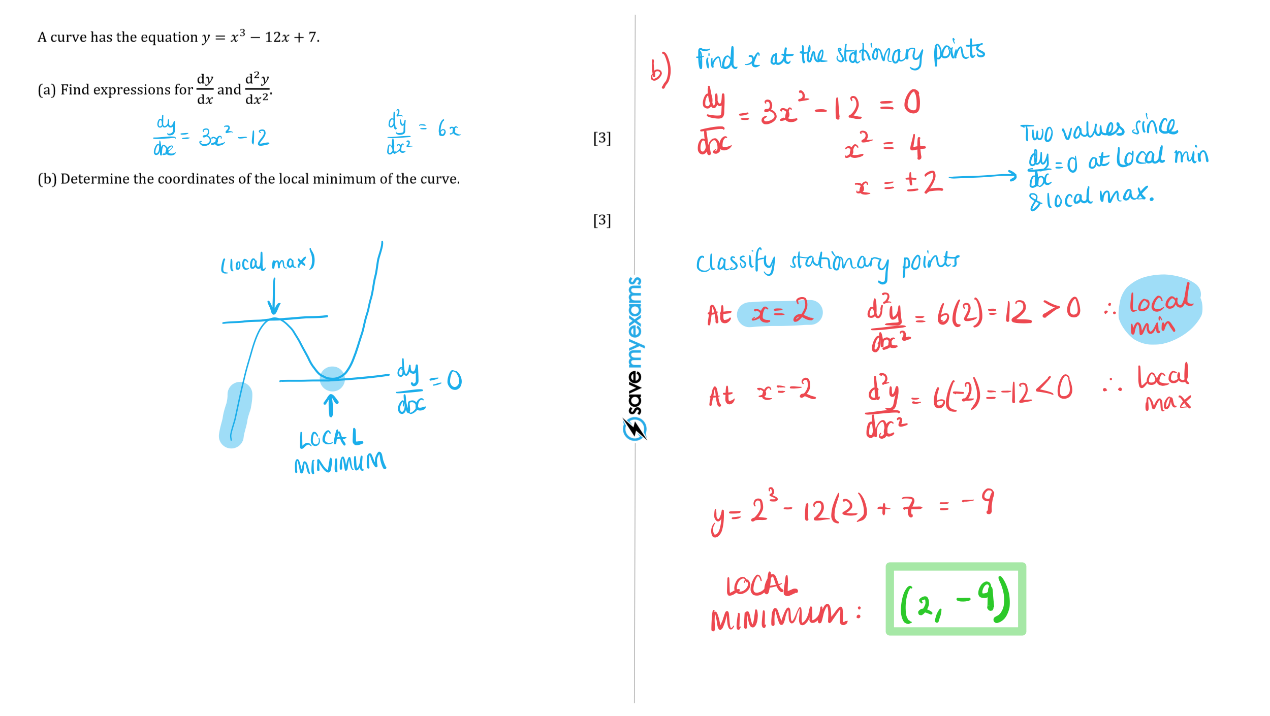 A curve has the equation y = x³ − 12x + 7.
(a) Find expressions for dy/dx and d²y/dx².
dy/dx = 3x² − 12
d²y/dx² = 6x
[3]
(b) Determine the coordinates of the local minimum of the curve.
[3]
(local max)
dy/dx = 0
LOCAL
MINIMUM
savemyexams
b) Find x at the stationary points
dy/dx = 3x² − 12 = 0
x² = 4
x = ±2
Two values since
dy/dx = 0 at local min
& local max.
Classify stationary points
At x = 2 d²y/dx² = 6(2) = 12 > 0 ∴ local
min
At x = −2 d²y/dx² = 6(−2) = −12 < 0 ∴ local
max
y = 2³ − 12(2) + 7 = −9
LOCAL
MINIMUM: (2, −9)